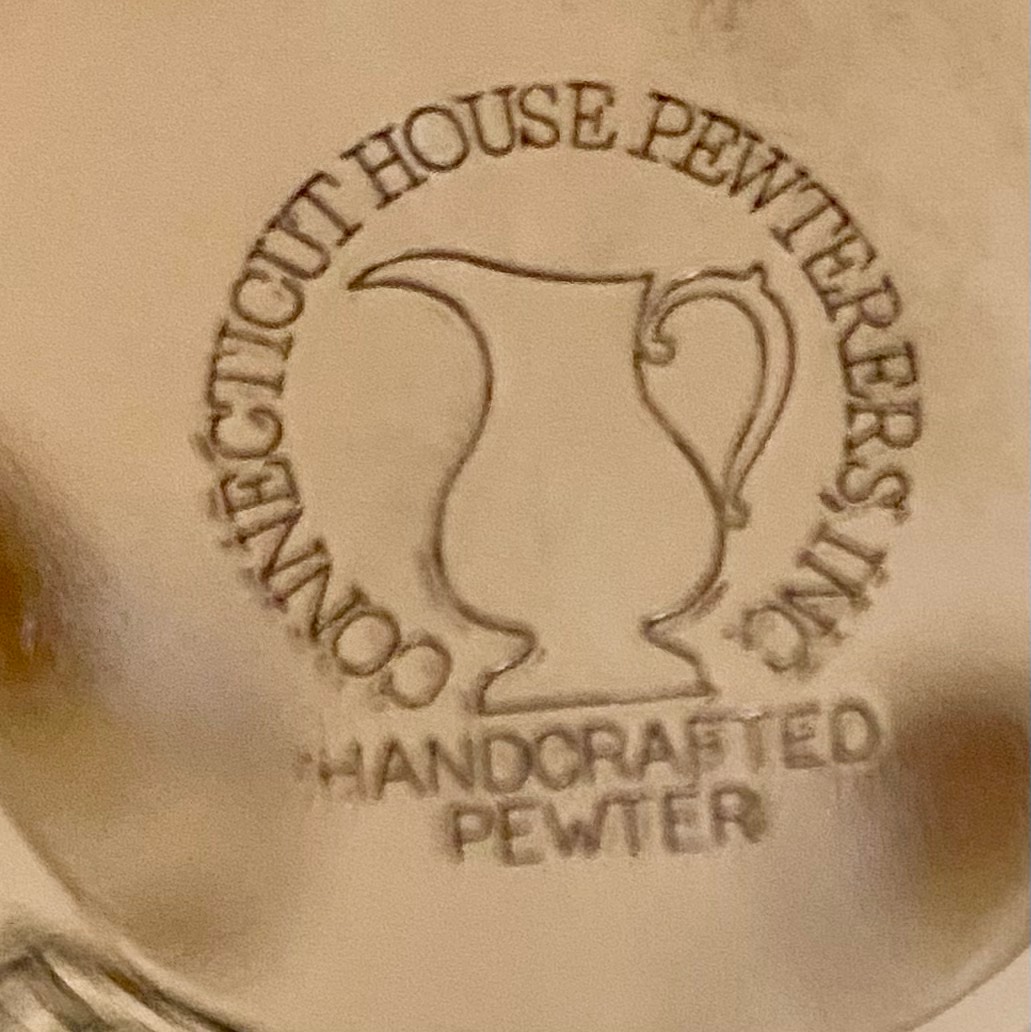 CONNECTICUT HOUSE PEWTERERS, INC
HANDCRAFTED
PEWTER